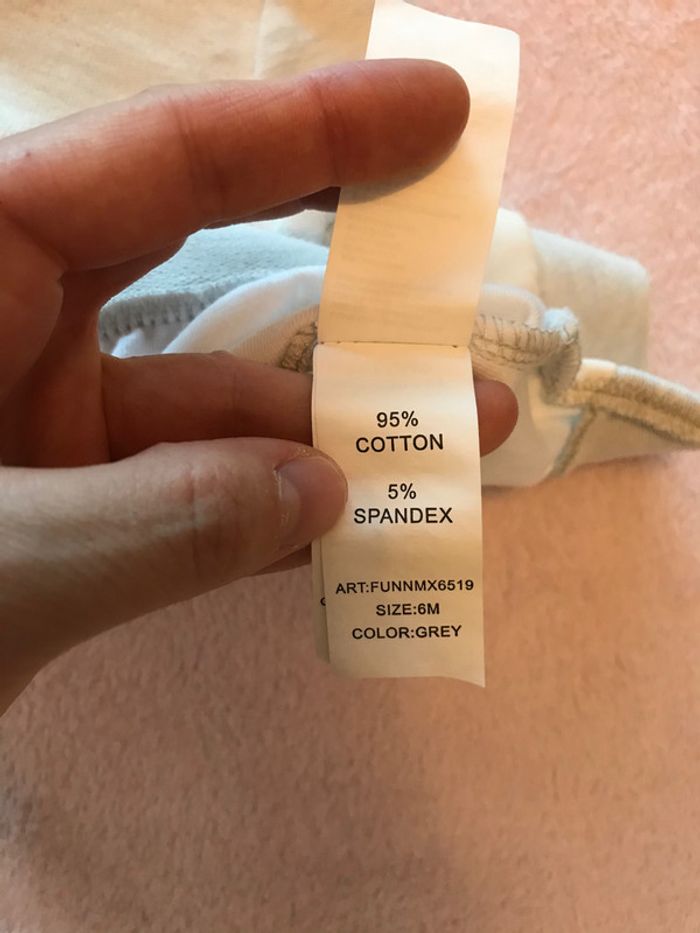 95%
COTTON
5%
SPANDEX
ART:FUNNMX6519
SIZE:6M
COLOR:GREY